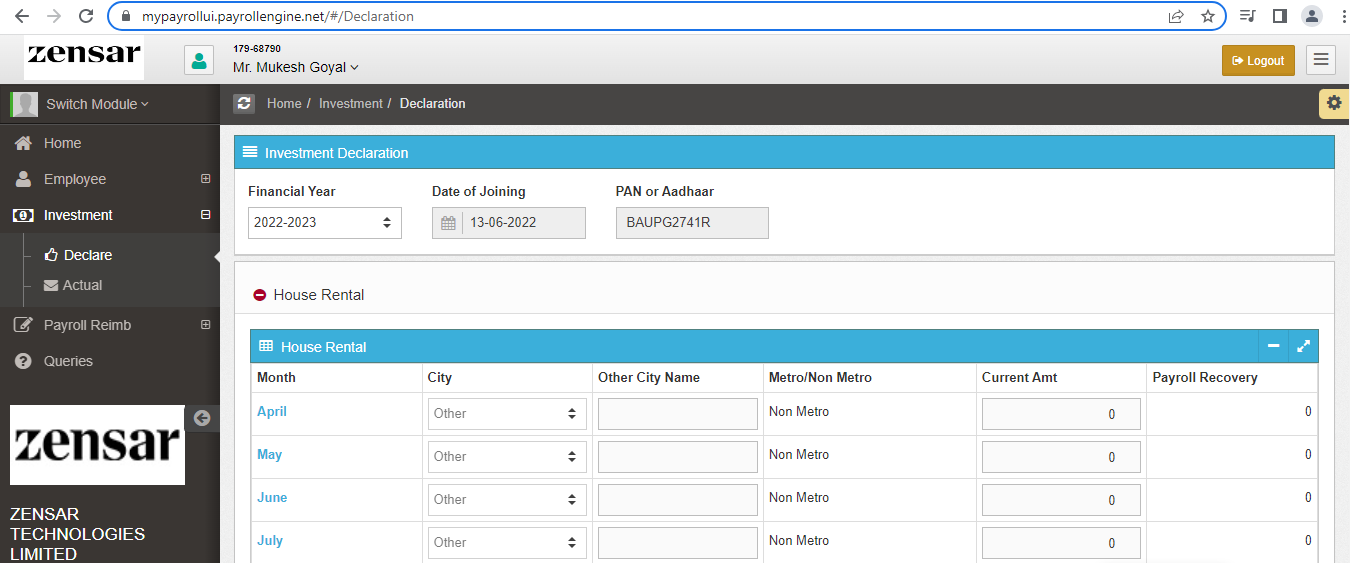 mypayrollui.payrollengine.net/#/Declaration
zensar
179-68790
Mr. Mukesh Goyal
Logout
Switch Module
Home / Investment / Declaration
Home
Employee
Investment
Declare
Actual
Payroll Reimb
Queries
zensar
ZENSAR
TECHNOLOGIES
LIMITED
Investment Declaration
Financial Year Date of Joining PAN or Aadhaar
2022-2023 13-06-2022 BAUPG2741R
House Rental
House Rental
Month City Other City Name Metro/Non Metro Current Amt Payroll Recovery
April Other Non Metro 0 0
May Other Non Metro 0 0
June Other Non Metro 0 0
July Other Non Metro 0 0